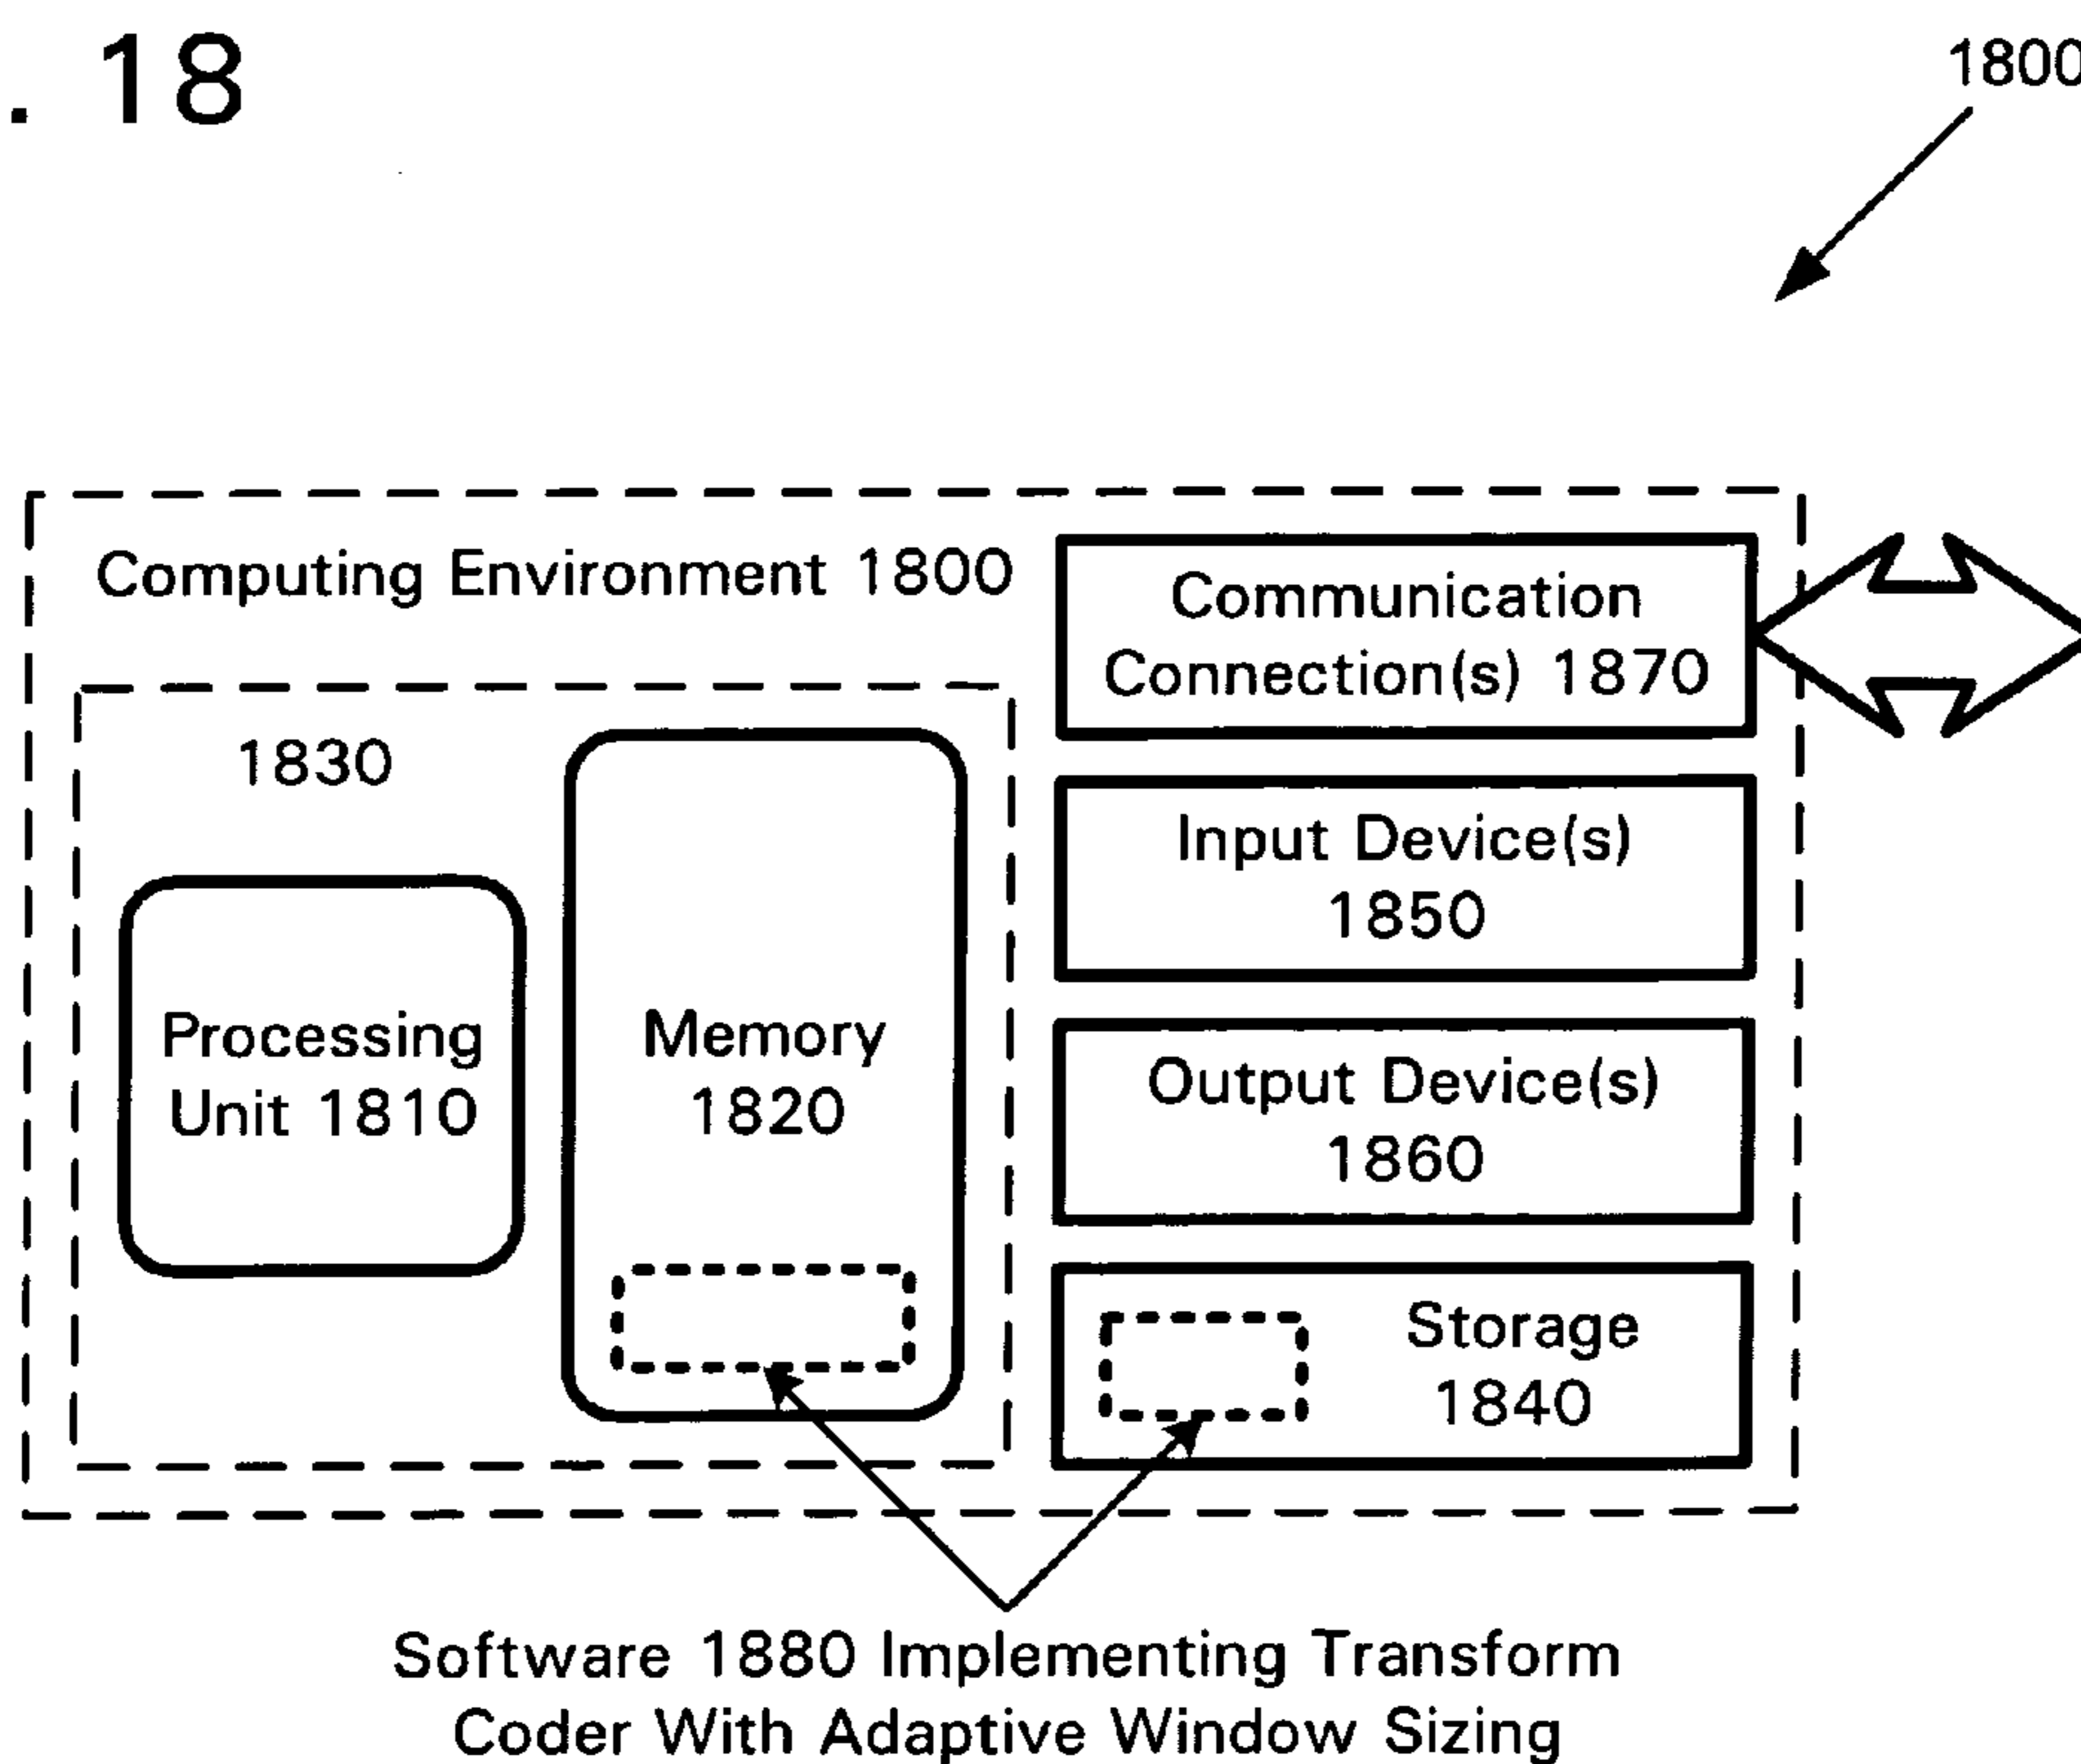 . 18
1800
Computing Environment 1800
Communication
Connection(s) 1870
1830
Input Device(s)
1850
Processing
Unit 1810
Memory
1820
Output Device(s)
1860
Storage
1840
Software 1880 Implementing Transform
Coder With Adaptive Window Sizing